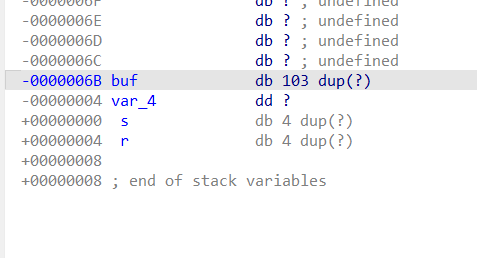 -0000006F db ? ; undefined
-0000006E db ? ; undefined
-0000006D db ? ; undefined
-0000006C db ? ; undefined
-0000006B buf db 103 dup(?)
-00000004 var_4 dd ?
+00000000 s db 4 dup(?)
+00000004 r db 4 dup(?)
+00000008
+00000008 ; end of stack variables